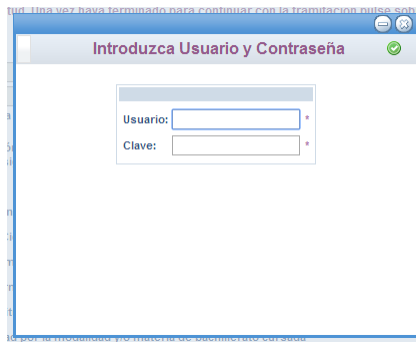 tud. Una vez haya terminado para continuar con la tramitación pulse sob
Introduzca Usuario y Contraseña
Usuario: *
Clave: *
ad por la modalidad y/o materia de bachillerato cursada